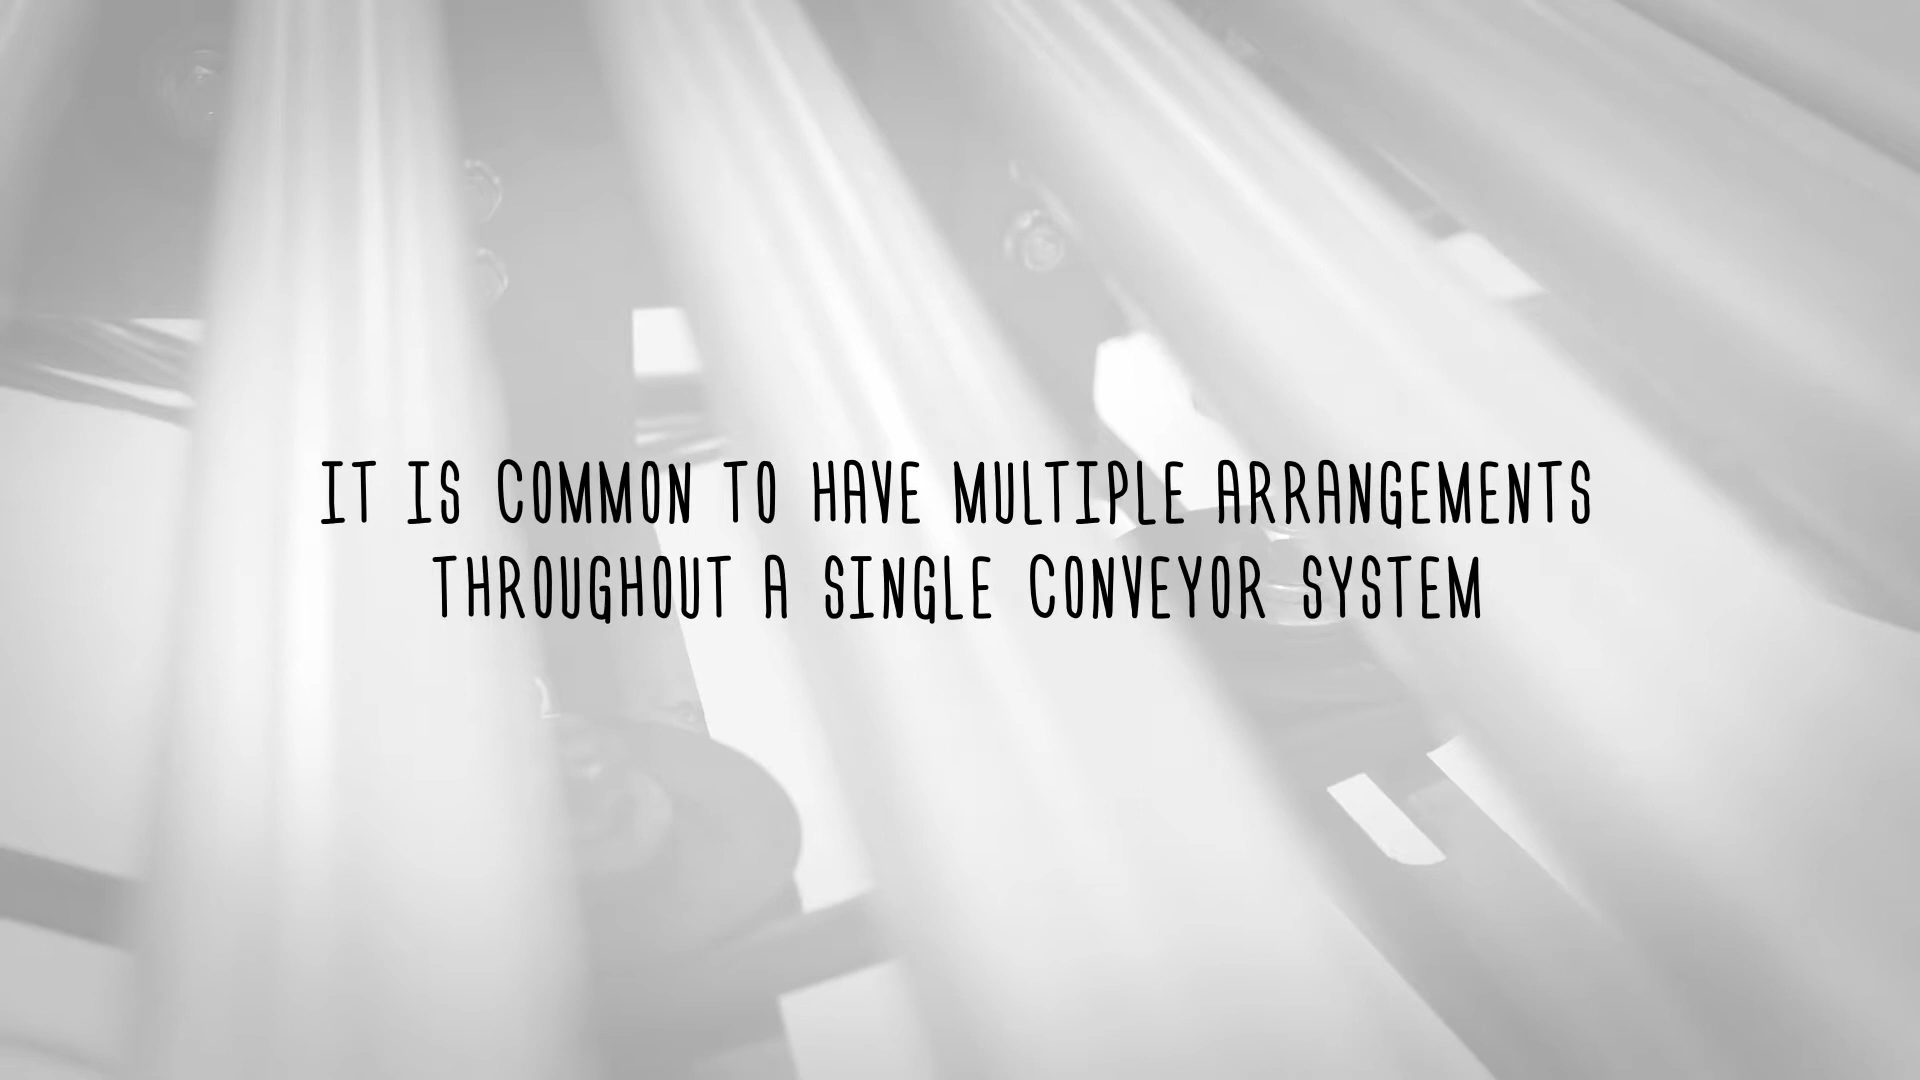 IT IS COMMON TO HAVE MULTIPLE ARRANGEMENTS
THROUGHOUT A SINGLE CONVEYOR SYSTEM